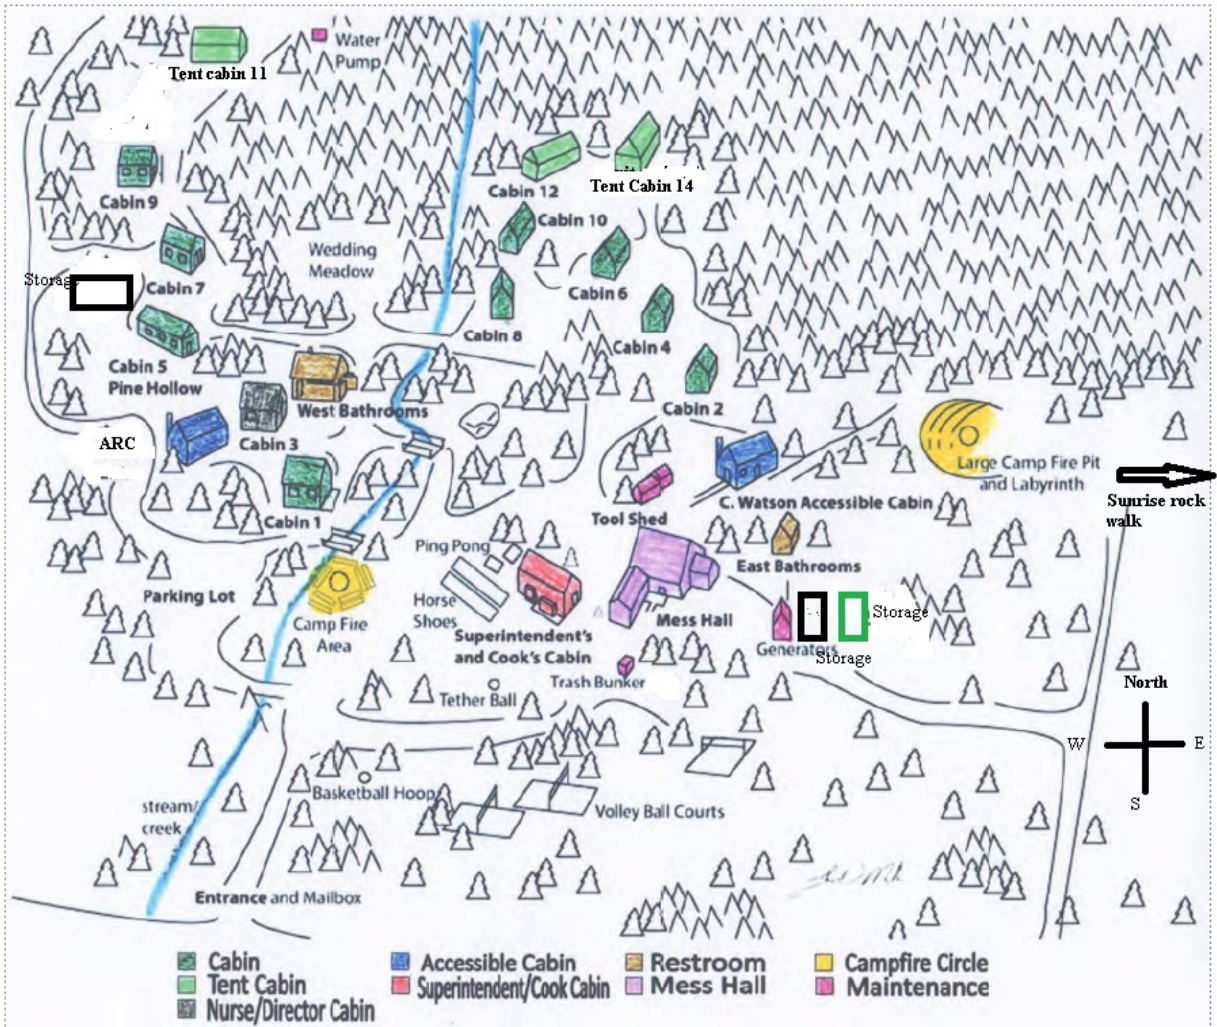 Water
Pump
Tent cabin 11
Cabin 12
Tent Cabin 14
Cabin 9
Cabin 10
Wedding
Meadow
Storage
Cabin 7
Cabin 6
Cabin 8
Cabin 4
Cabin 5
Pine Hollow
West Bathrooms
Cabin 2
ARC
Cabin 3
Large Camp Fire Pit
and Labyrinth
Sunrise rock
walk
C. Watson Accessible Cabin
Tool Shed
Cabin 1
Ping Pong
East Bathrooms
Parking Lot
Horse
Shoes
Camp Fire
Area
Superintendent's
and Cook's Cabin
Mess Hall
Storage
Generators
Storage
Trash Bunker
Tether Ball
North
W
E
S
Basketball Hoop
Volley Ball Courts
stream/
creek
Entrance and Mailbox
Cabin
Tent Cabin
Nurse/Director Cabin
Accessible Cabin
Superintendent/Cook Cabin
Restroom
Mess Hall
Campfire Circle
Maintenance